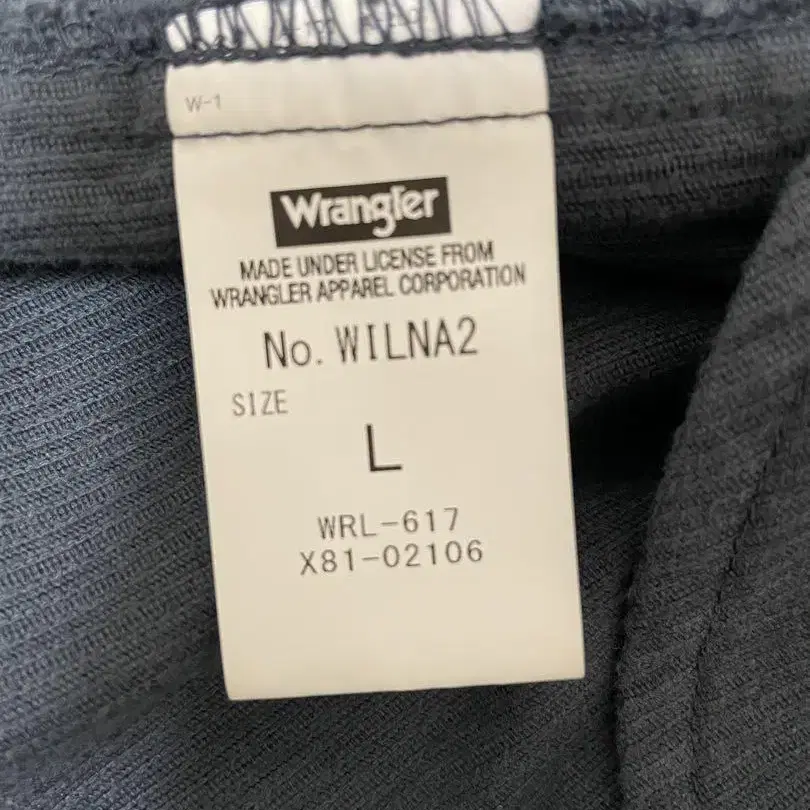 W-1
Wrangler
MADE UNDER LICENSE FROM
WRANGLER APPAREL CORPORATION
No. WILNA2
SIZE
L
WRL-617
X81-02106